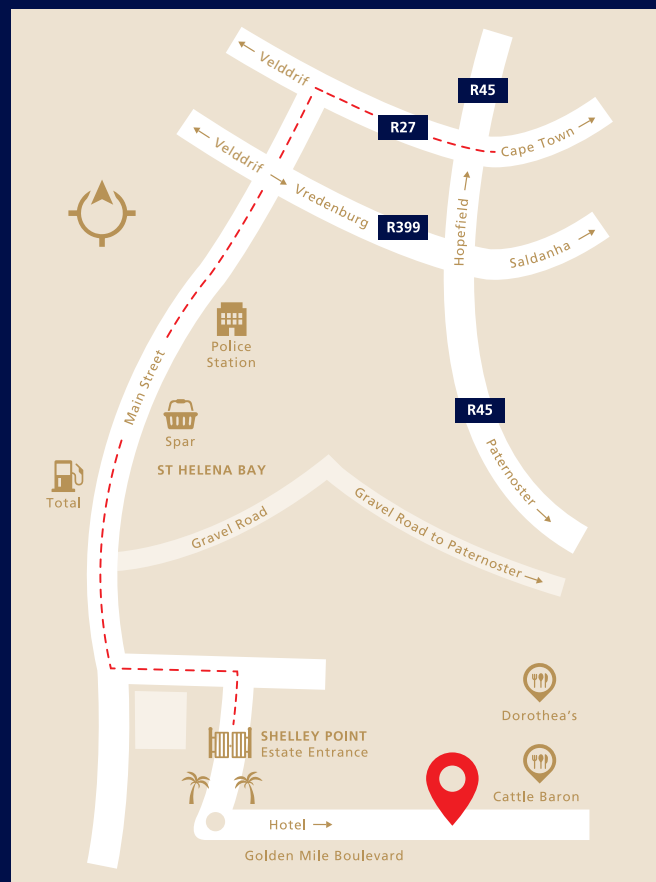 Velddrif
R45
R27
Cape Town
Velddrif
Vredenburg
R399
Hopefield
Saldanha
Police
Station
Main Street
Spar
R45
ST HELENA BAY
Paternoster
Total
Gravel Road
Gravel Road to Paternoster
Dorothea's
SHELLEY POINT
Estate Entrance
Cattle Baron
Hotel
Golden Mile Boulevard